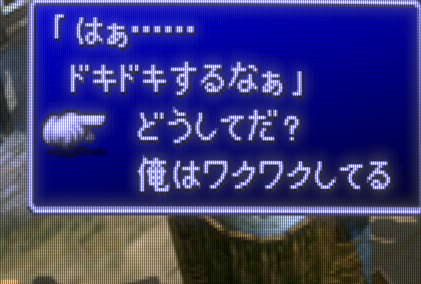 「はぁ……
ドキドキするなぁ」
どうしてだ？
俺はワクワクしてる